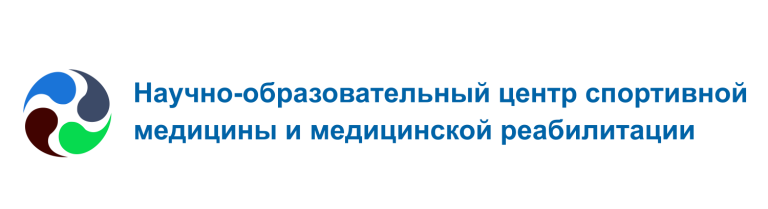 Научно-образовательный центр спортивной
медицины и медицинской реабилитации